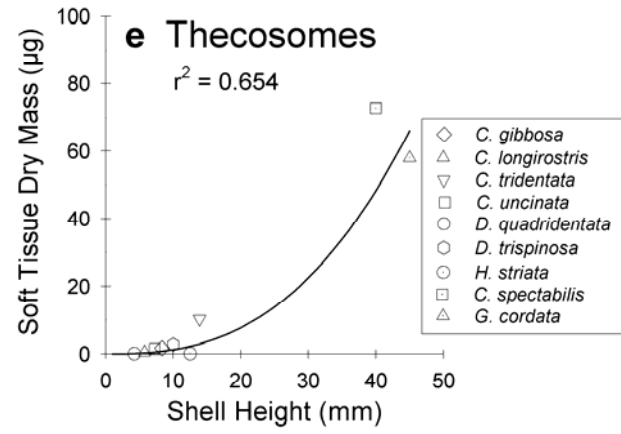 e Thecosomes
r² = 0.654
Soft Tissue Dry Mass (µg)
100
80
60
40
20
0
0 10 20 30 40 50
Shell Height (mm)
C. gibbosa
C. longirostris
C. tridentata
C. uncinata
D. quadridentata
D. trispinosa
H. striata
C. spectabilis
G. cordata